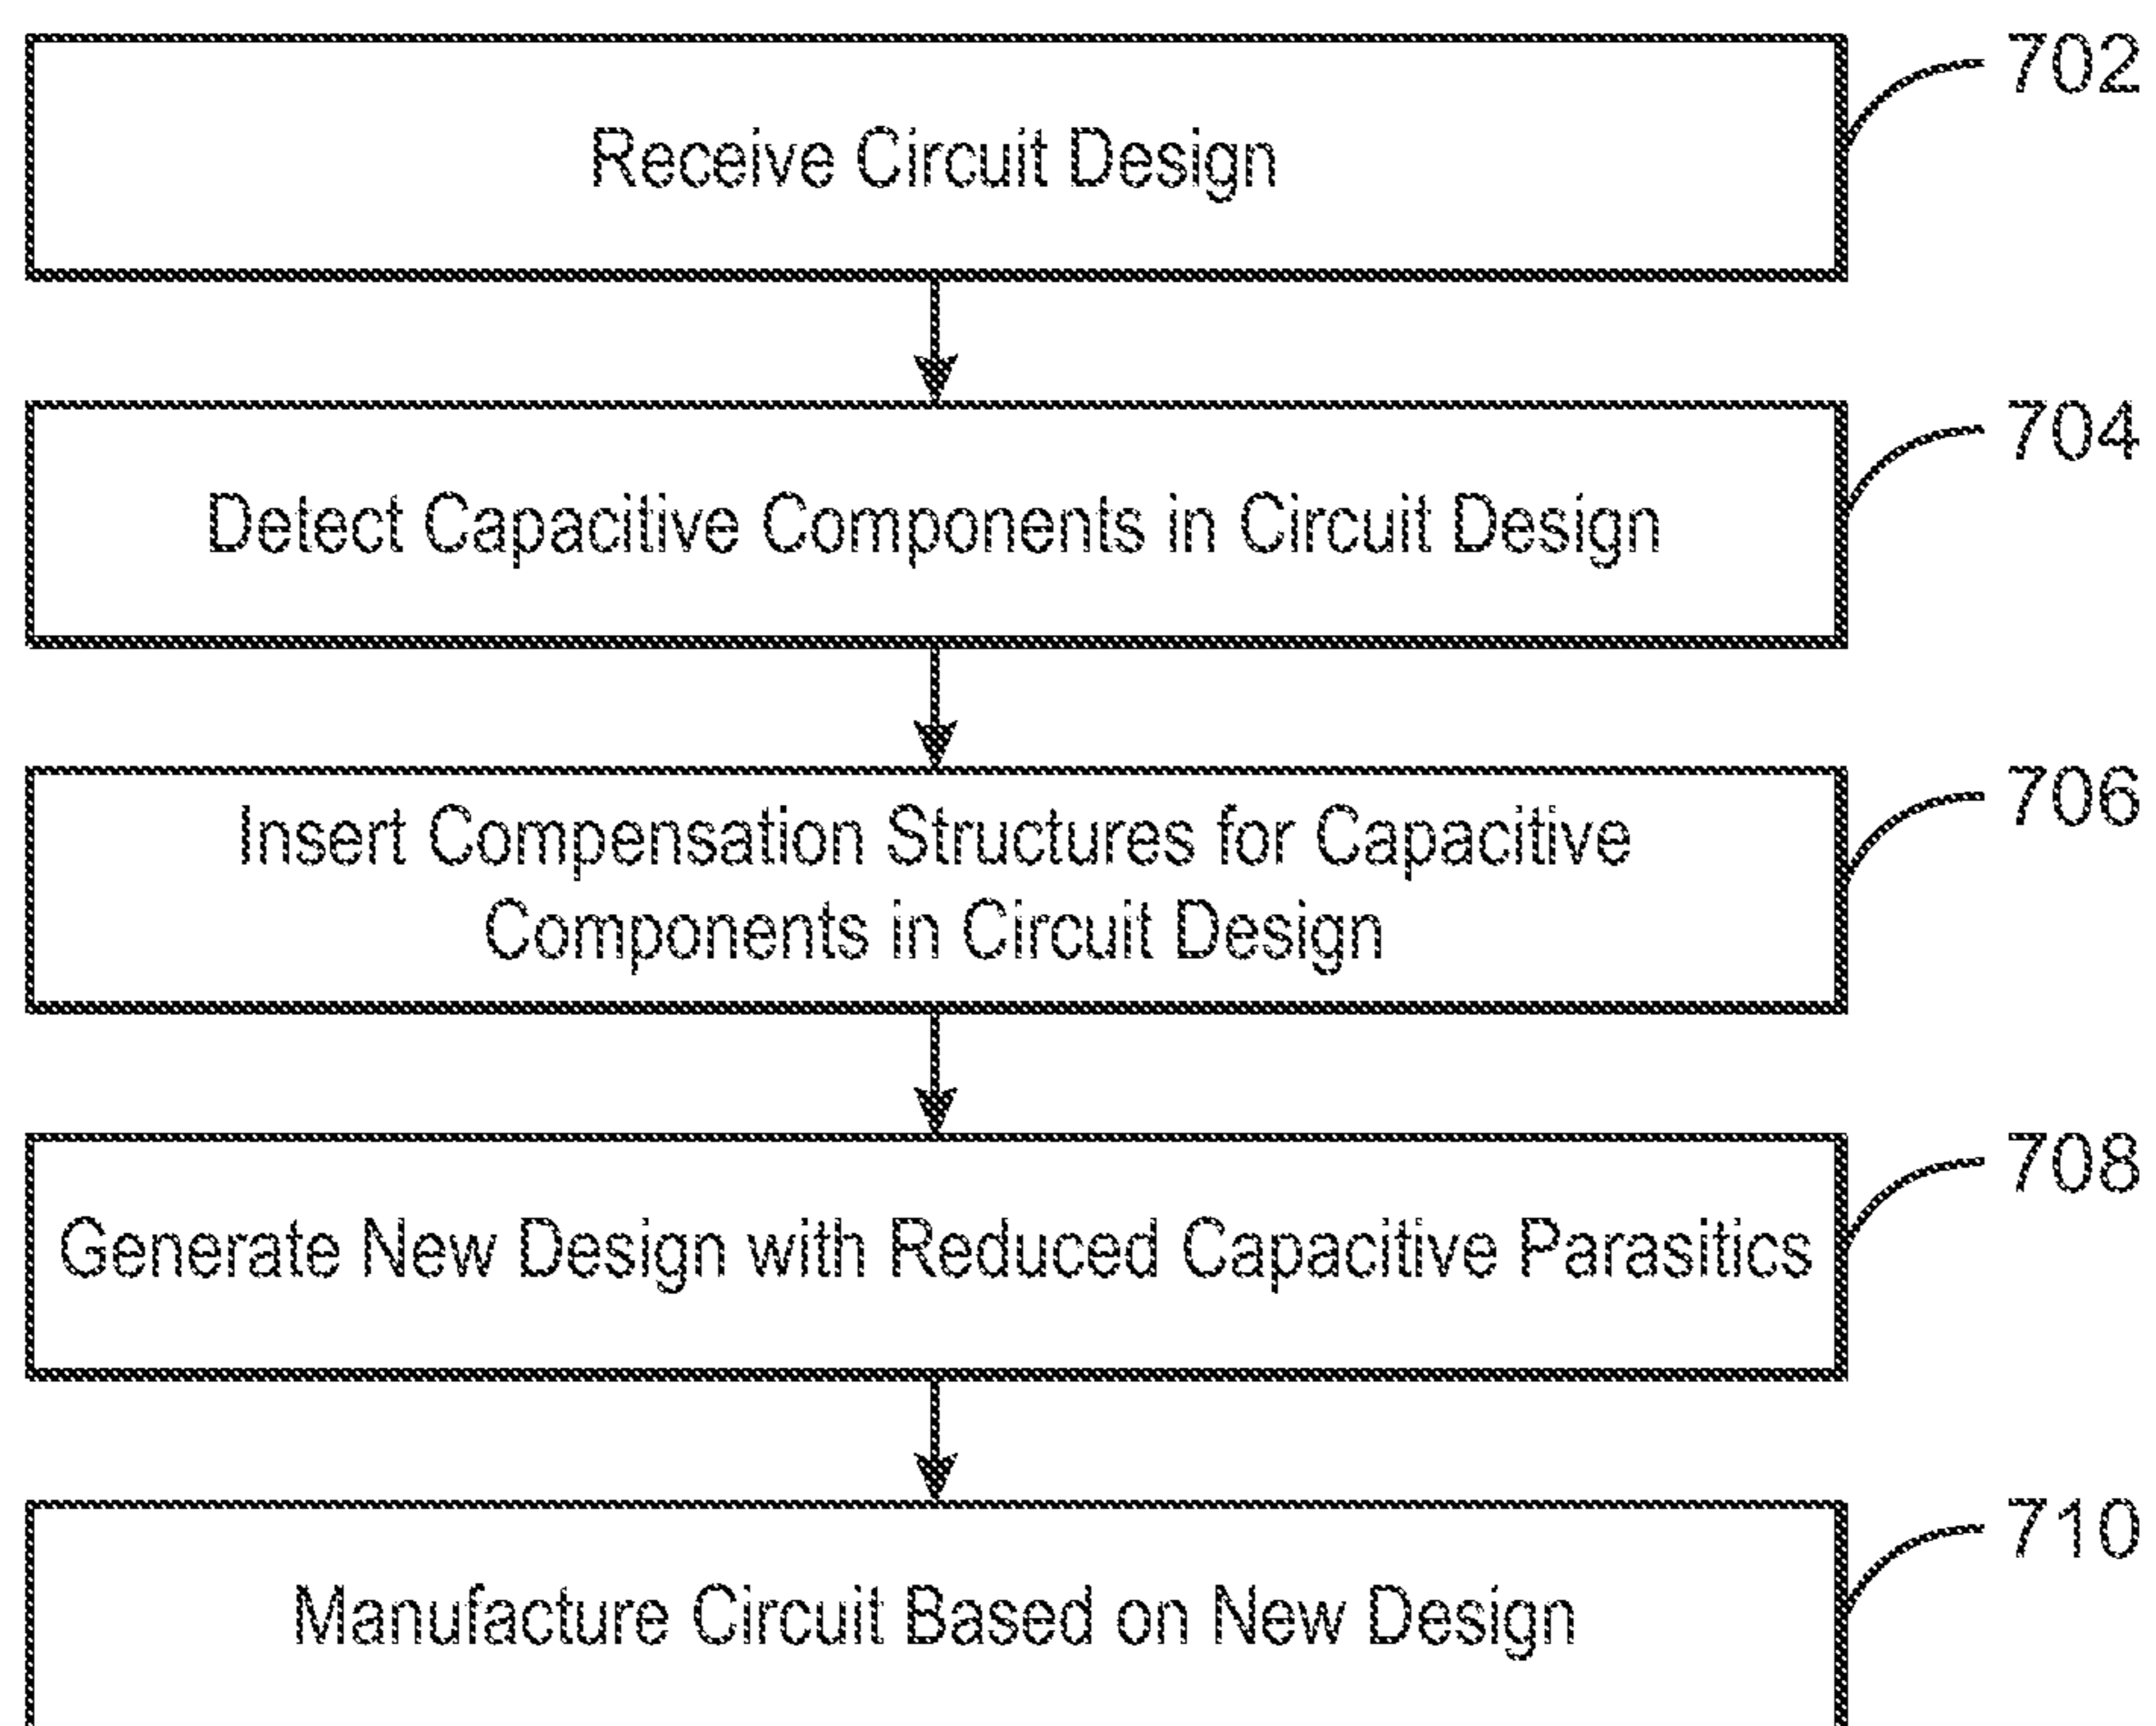 Receive Circuit Design
702
Detect Capacitive Components in Circuit Design
704
Insert Compensation Structures for Capacitive
Components in Circuit Design
706
Generate New Design with Reduced Capacitive Parasitics
708
Manufacture Circuit Based on New Design
710